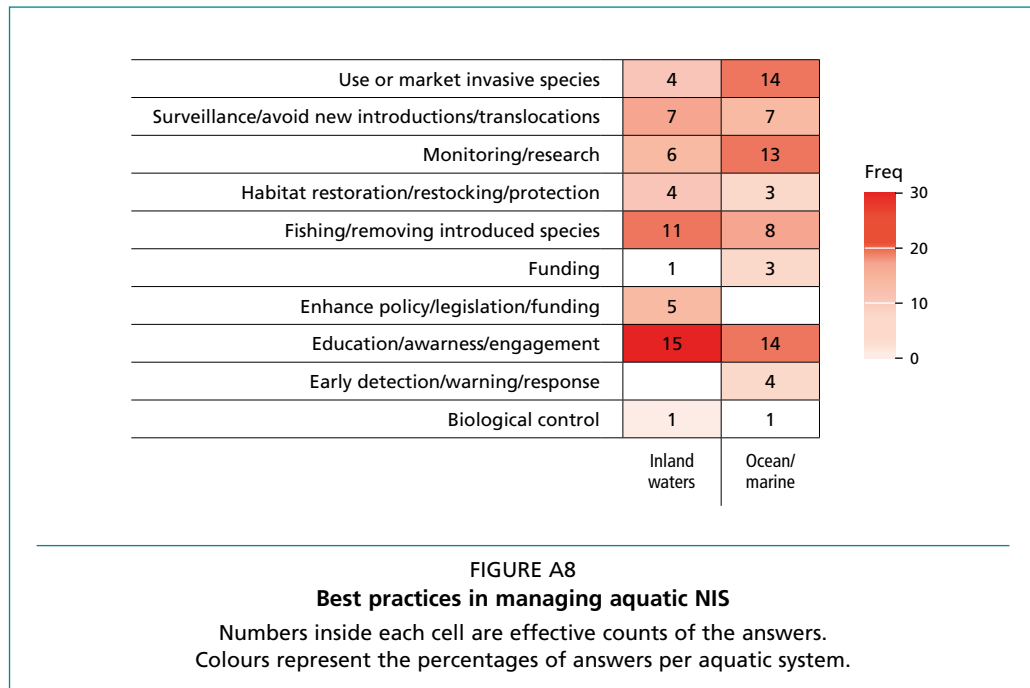 Use or market invasive species 4 14
Surveillance/avoid new introductions/translocations 7 7
Monitoring/research 6 13
Habitat restoration/restocking/protection 4 3
Fishing/removing introduced species 11 8
Funding 1 3
Enhance policy/legislation/funding 5
Education/awarness/engagement 15 14
Early detection/warning/response 4
Biological control 1 1
Inland waters
Ocean/ marine
Freq
30
20
10
0
FIGURE A8
Best practices in managing aquatic NIS
Numbers inside each cell are effective counts of the answers.
Colours represent the percentages of answers per aquatic system.